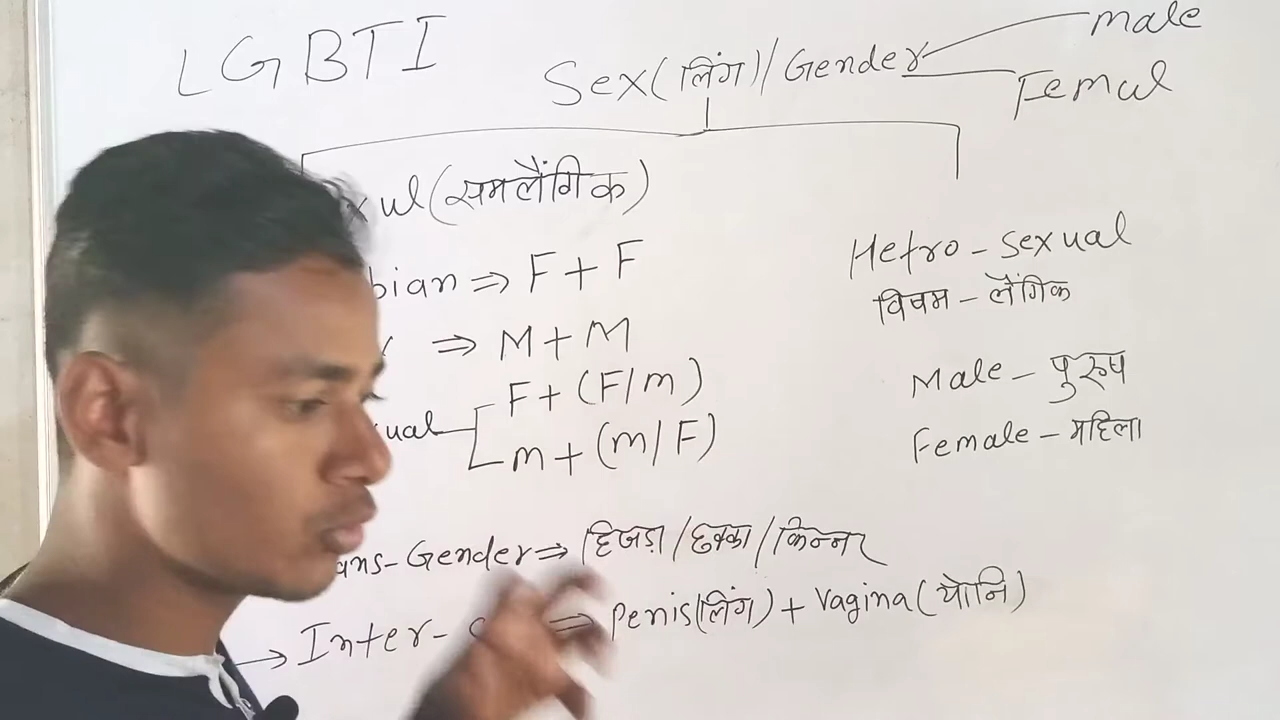 LGBTI
Sex(लिंग)/Gender
male
Femal
xul(समलैंगिक)
bian ⇒ F + F
⇒ M + M
ual
F + (F/m)
m + (m/F)
Hetro - sexual
विषम - लैंगिक
Male - पुरुष
Female - महिला
ans-Gender ⇒ हिजड़ा/छक्का/किन्नर
→ Inter- ⇒ Penis(लिंग) + Vagina(योनि)